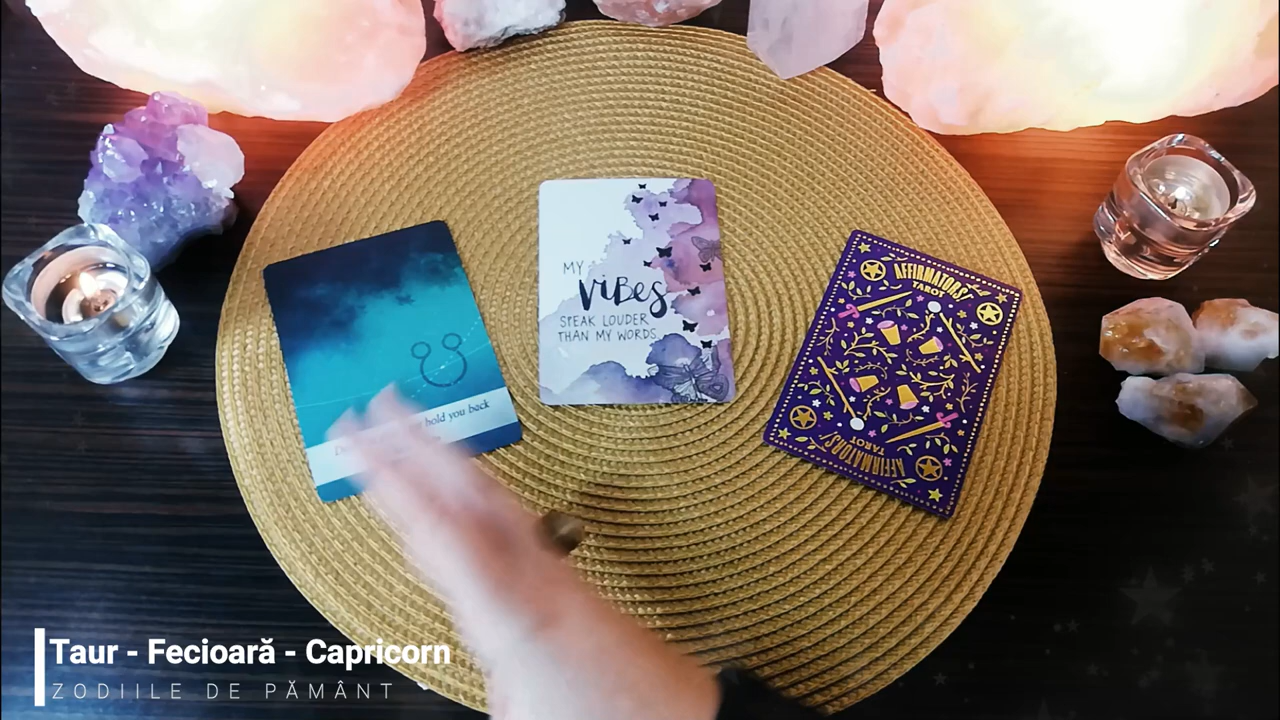 hold you back
MY
VIBES
SPEAK LOUDER
THAN MY WORDS.
AFFIRMATORS!
TAROT
AFFIRMATORS!
TAROT
Taur - Fecioară - Capricorn
ZODIILE DE PĂMÂNT